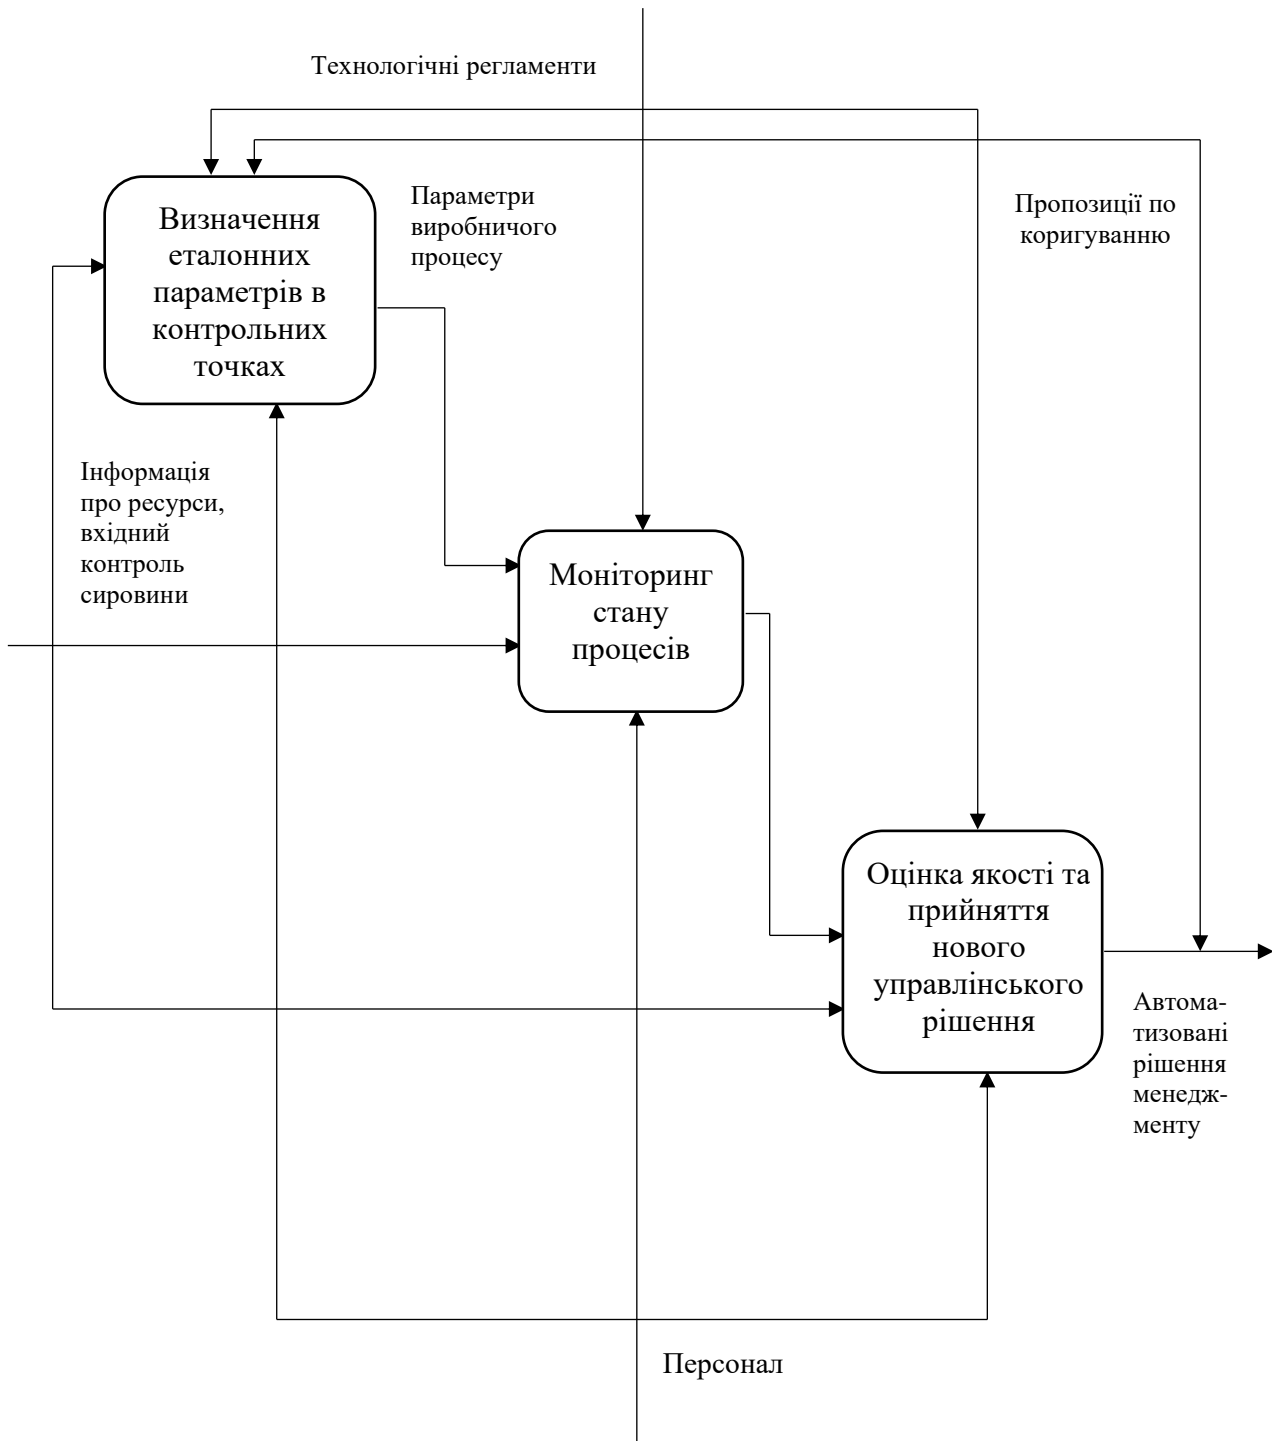 Технологічні регламенти
Визначення
еталонних
параметрів в
контрольних
точках
Параметри
виробничого
процесу
Пропозиції по
коригуванню
Інформація
про ресурси,
вхідний
контроль
сировини
Моніторинг
стану
процесів
Оцінка якості та
прийняття
нового
управлінського
рішення
Автома-
тизовані
рішення
менедж-
менту
Персонал